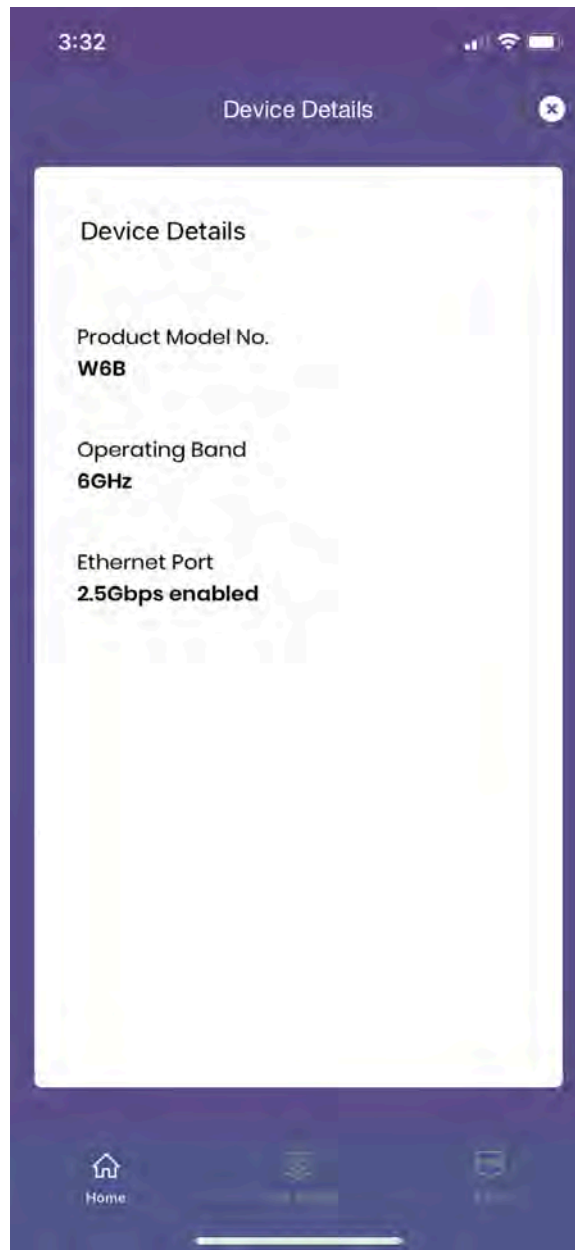 3:32
Device Details
Device Details
Product Model No.
W6B
Operating Band
6GHz
Ethernet Port
2.5Gbps enabled
Home